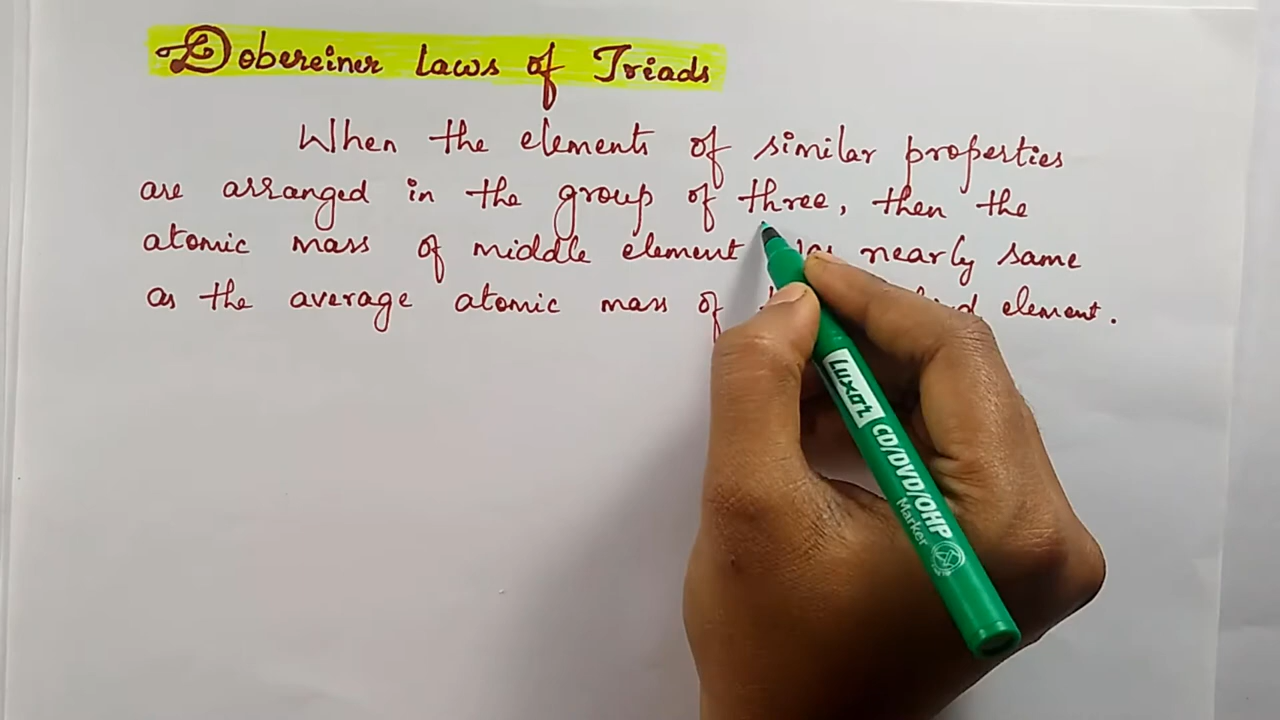 Dobereiner Laws of Triads
When the elements of similar properties
are arranged in the group of three, then the
atomic mass of middle element was nearly same
as the average atomic mass of element.
Luxor
CD/DVD/OHP
Marker